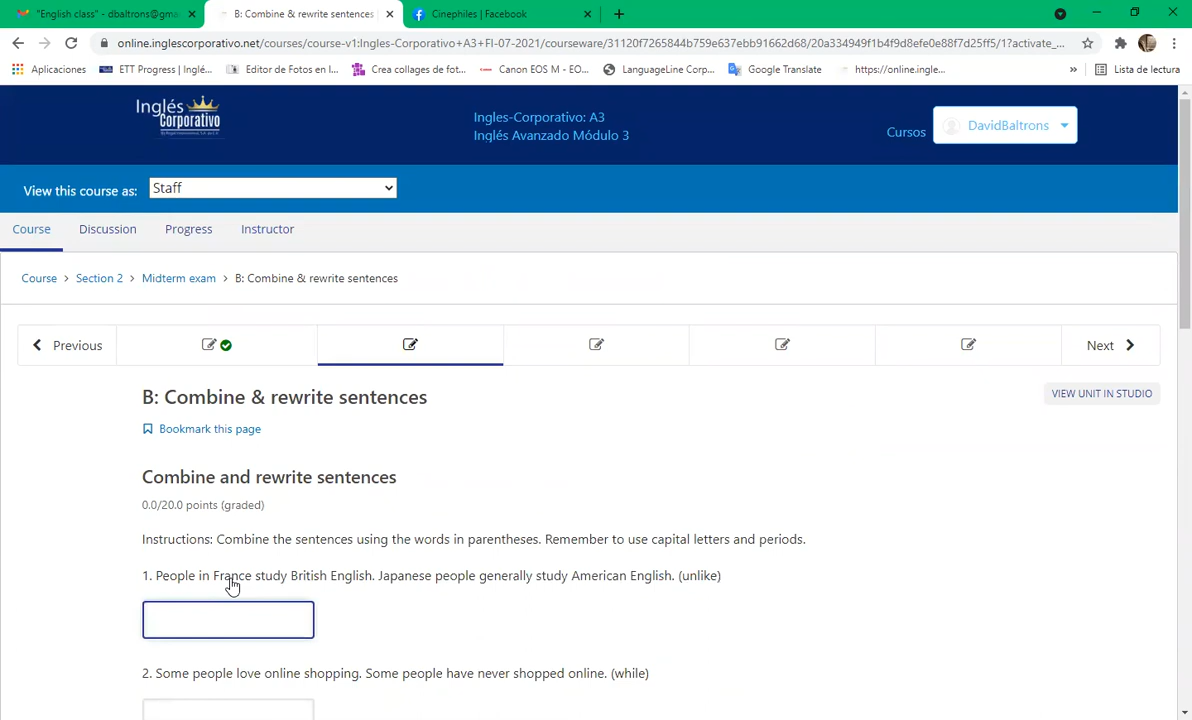 "English class" - dbaltrons@gma
B: Combine & rewrite sentences
Cinephiles | Facebook
online.inglescorporativo.net/courses/course-v1:Ingles-Corporativo+A3+FI-07-2021/courseware/31120f7265844b759e637ebb91662d68/20a334949f1b4f9d8efe0e88f7d25ff5/1?activate_...
Aplicaciones
ETT Progress | Inglé...
Editor de Fotos en l...
Crea collages de fot...
Canon EOS M - EO...
LanguageLine Corp...
Google Translate
https://online.ingle...
»
Lista de lectura
Inglés
Corporativo
Ingles-Corporativo: A3
Inglés Avanzado Módulo 3
Cursos
DavidBaltrons
View this course as:
Staff
Course
Discussion
Progress
Instructor
Course > Section 2 > Midterm exam > B: Combine & rewrite sentences
Previous
Next
B: Combine & rewrite sentences
VIEW UNIT IN STUDIO
Bookmark this page
Combine and rewrite sentences
0.0/20.0 points (graded)
Instructions: Combine the sentences using the words in parentheses. Remember to use capital letters and periods.
1. People in France study British English. Japanese people generally study American English. (unlike)
2. Some people love online shopping. Some people have never shopped online. (while)